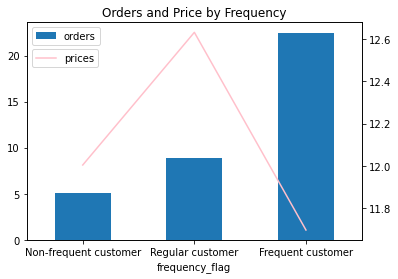 Orders and Price by Frequency
orders
prices
20
15
10
5
0
12.6
12.4
12.2
12.0
11.8
Non-frequent customer Regular customer Frequent customer
frequency_flag